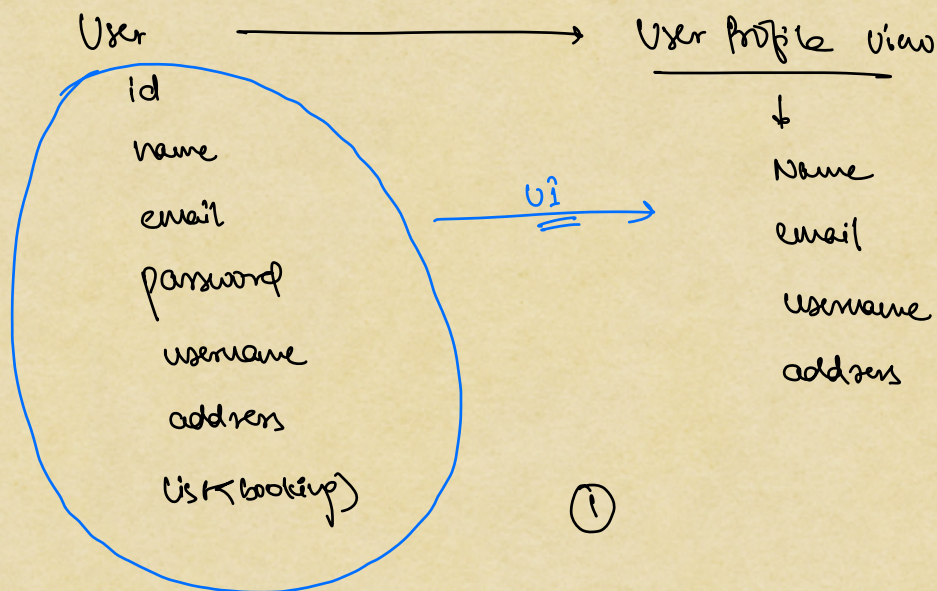 User
User Profile View
id
name
email
password
username
address
List<booking>
UI
Name
email
username
address
1